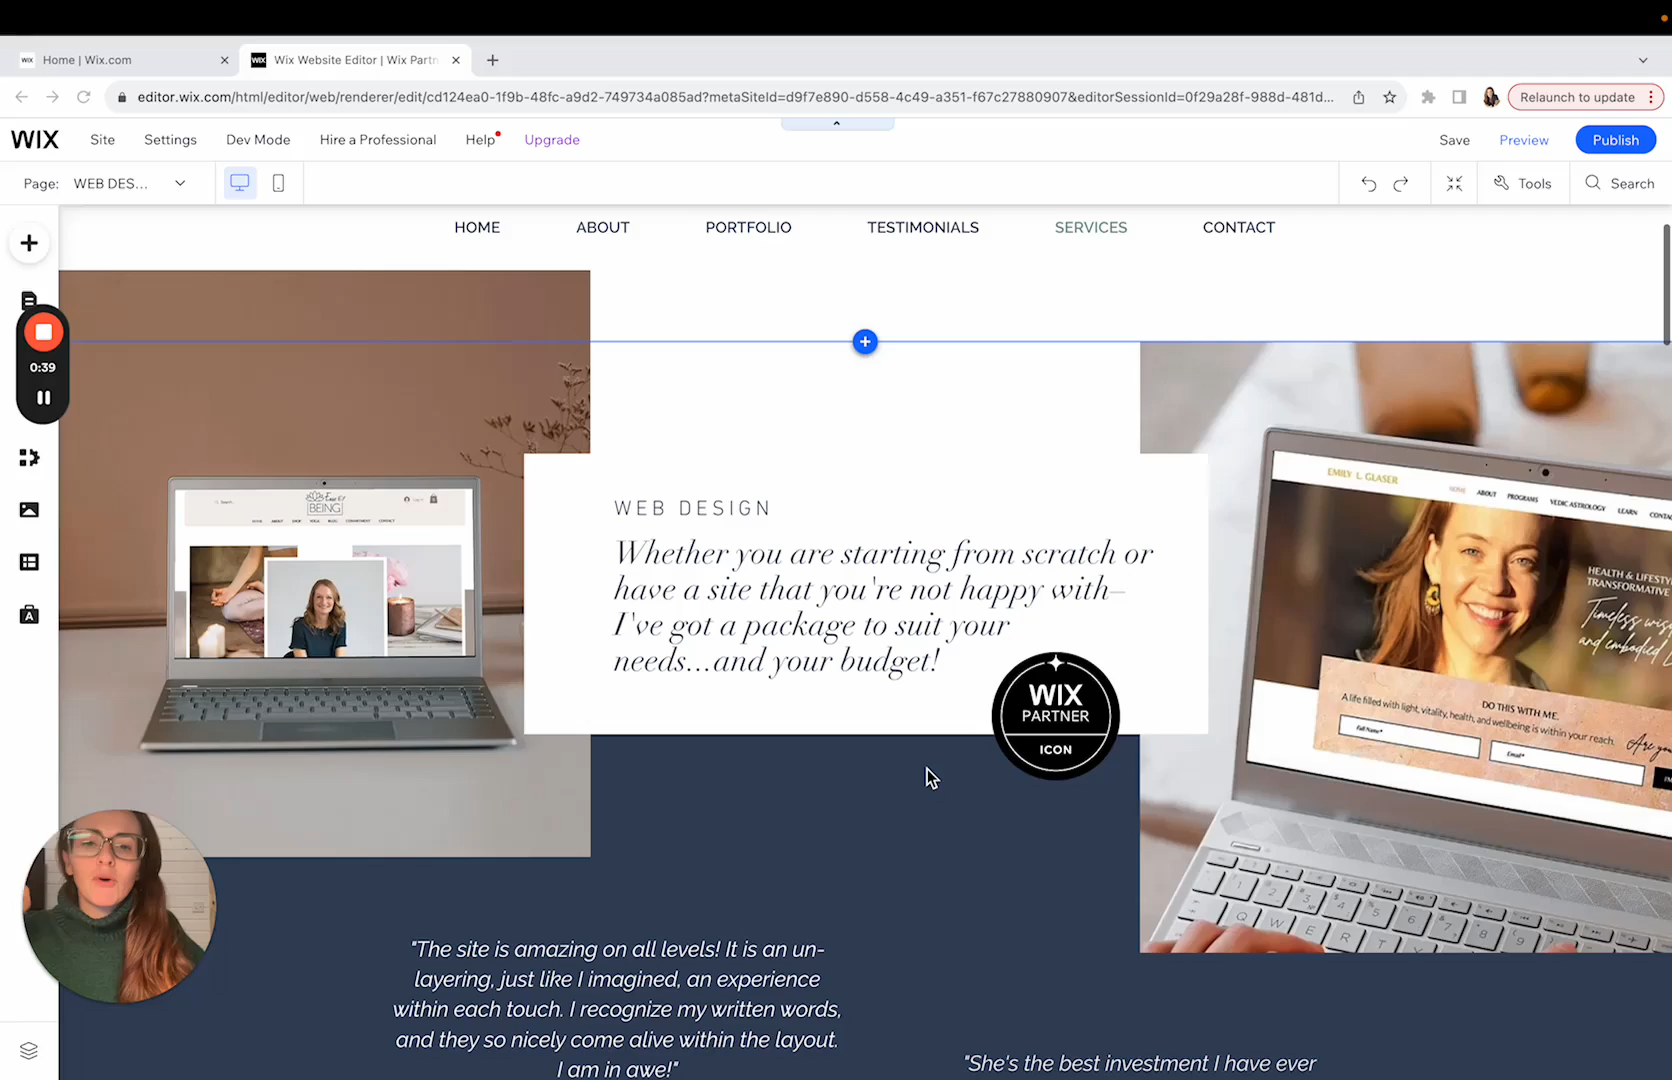 Home | Wix.com
Wix Website Editor | Wix Partn
editor.wix.com/html/editor/web/renderer/edit/cd124ea0-1f9b-48fc-a9d2-749734a085ad?metaSiteId=d9f7e890-d558-4c49-a351-f67c27880907&editorSessionId=0f29a28f-988d-481d...
Relaunch to update
WIX
Site
Settings
Dev Mode
Hire a Professional
Help
Upgrade
Save
Preview
Publish
Page:
WEB DES...
Tools
Search
HOME
ABOUT
PORTFOLIO
TESTIMONIALS
SERVICES
CONTACT
0:39
WEB DESIGN
Whether you are starting from scratch or
have a site that you're not happy with–
I've got a package to suit your
needs...and your budget!
WIX
PARTNER
ICON
BEING
EMILY L. GLASER
HOME
ABOUT
PROGRAMS
VEDIC ASTROLOGY
LEARN
HEALTH & LIFESTY
TRANSFORMATIVE
Timeless wis
and embodied
DO THIS WITH ME.
A life filled with light, vitality, health, and wellbeing is within your reach.
Full Name*
Email*
"The site is amazing on all levels! It is an un-
layering, just like I imagined, an experience
within each touch. I recognize my written words,
and they so nicely come alive within the layout.
I am in awe!"
"She's the best investment I have ever